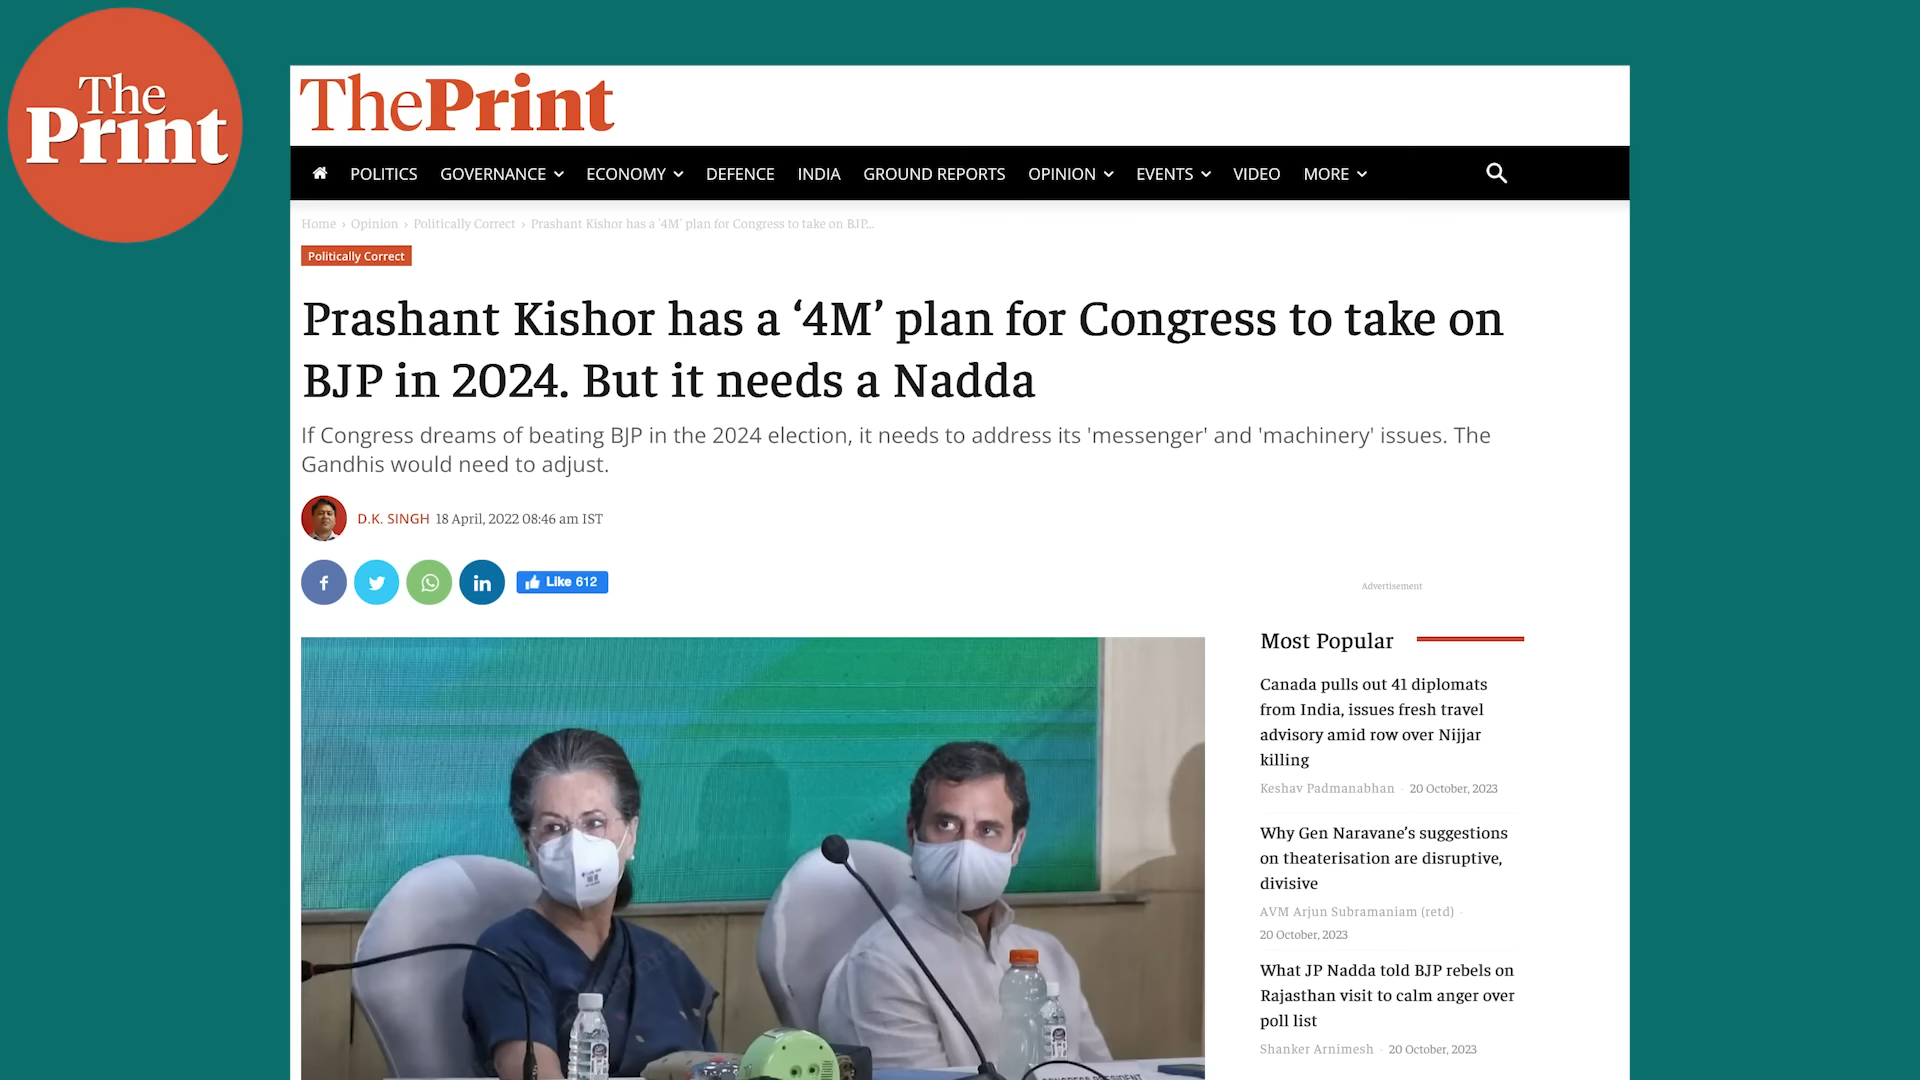 The
Print
ThePrint
POLITICS GOVERNANCE ECONOMY DEFENCE INDIA GROUND REPORTS OPINION EVENTS VIDEO MORE
Home › Opinion › Politically Correct › Prashant Kishor has a '4M' plan for Congress to take on BJP...
Politically Correct
Prashant Kishor has a ‘4M’ plan for Congress to take on
BJP in 2024. But it needs a Nadda
If Congress dreams of beating BJP in the 2024 election, it needs to address its 'messenger' and 'machinery' issues. The
Gandhis would need to adjust.
D.K. SINGH 18 April, 2022 08:46 am IST
Like 612
Advertisement
Most Popular
Canada pulls out 41 diplomats
from India, issues fresh travel
advisory amid row over Nijjar
killing
Keshav Padmanabhan - 20 October, 2023
Why Gen Naravane’s suggestions
on theaterisation are disruptive,
divisive
AVM Arjun Subramaniam (retd) -
20 October, 2023
What JP Nadda told BJP rebels on
Rajasthan visit to calm anger over
poll list
Shanker Arnimesh - 20 October, 2023
CONGRESS PRESIDENT